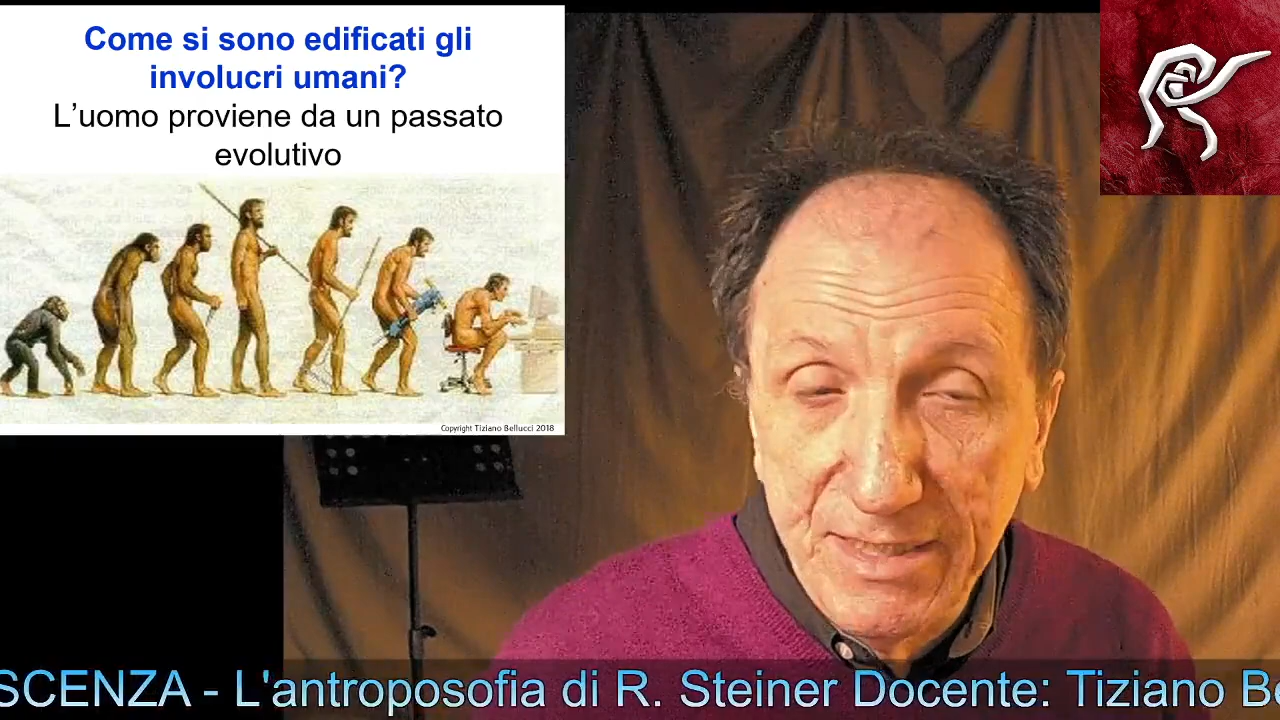 Come si sono edificati gli
involucri umani?
L’uomo proviene da un passato
evolutivo
Copyright Tiziano Bellucci 2018
SCENZA - L'antroposofia di R. Steiner Docente: Tiziano Be